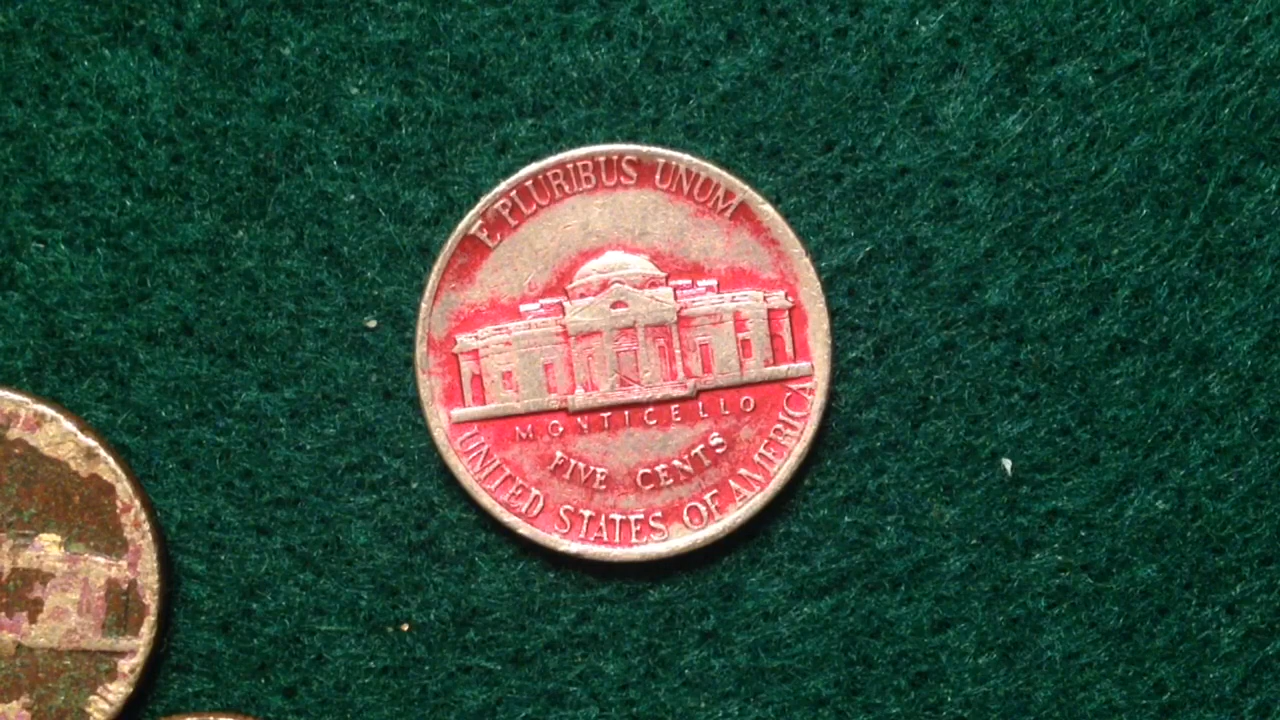 E PLURIBUS UNUM
MONTICELLO
FIVE CENTS
UNITED STATES OF AMERICA